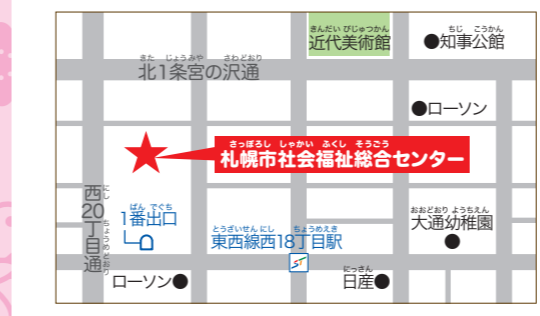 きんだい びじゅつかん
近代美術館
ちじ こうかん
●知事公館
きた じょうみや さわどおり
北1条宮の沢通
●ローソン
さっぽろし しゃかい ふくし そうごう
札幌市社会福祉総合センター
にし ちょうめどおり
西20丁目通
ばん でぐち
1番出口
とうざいせん にし ちょうめえき
東西線西18丁目駅
おおどおり ようちえん
大通幼稚園
ローソン●
にっさん
日産●